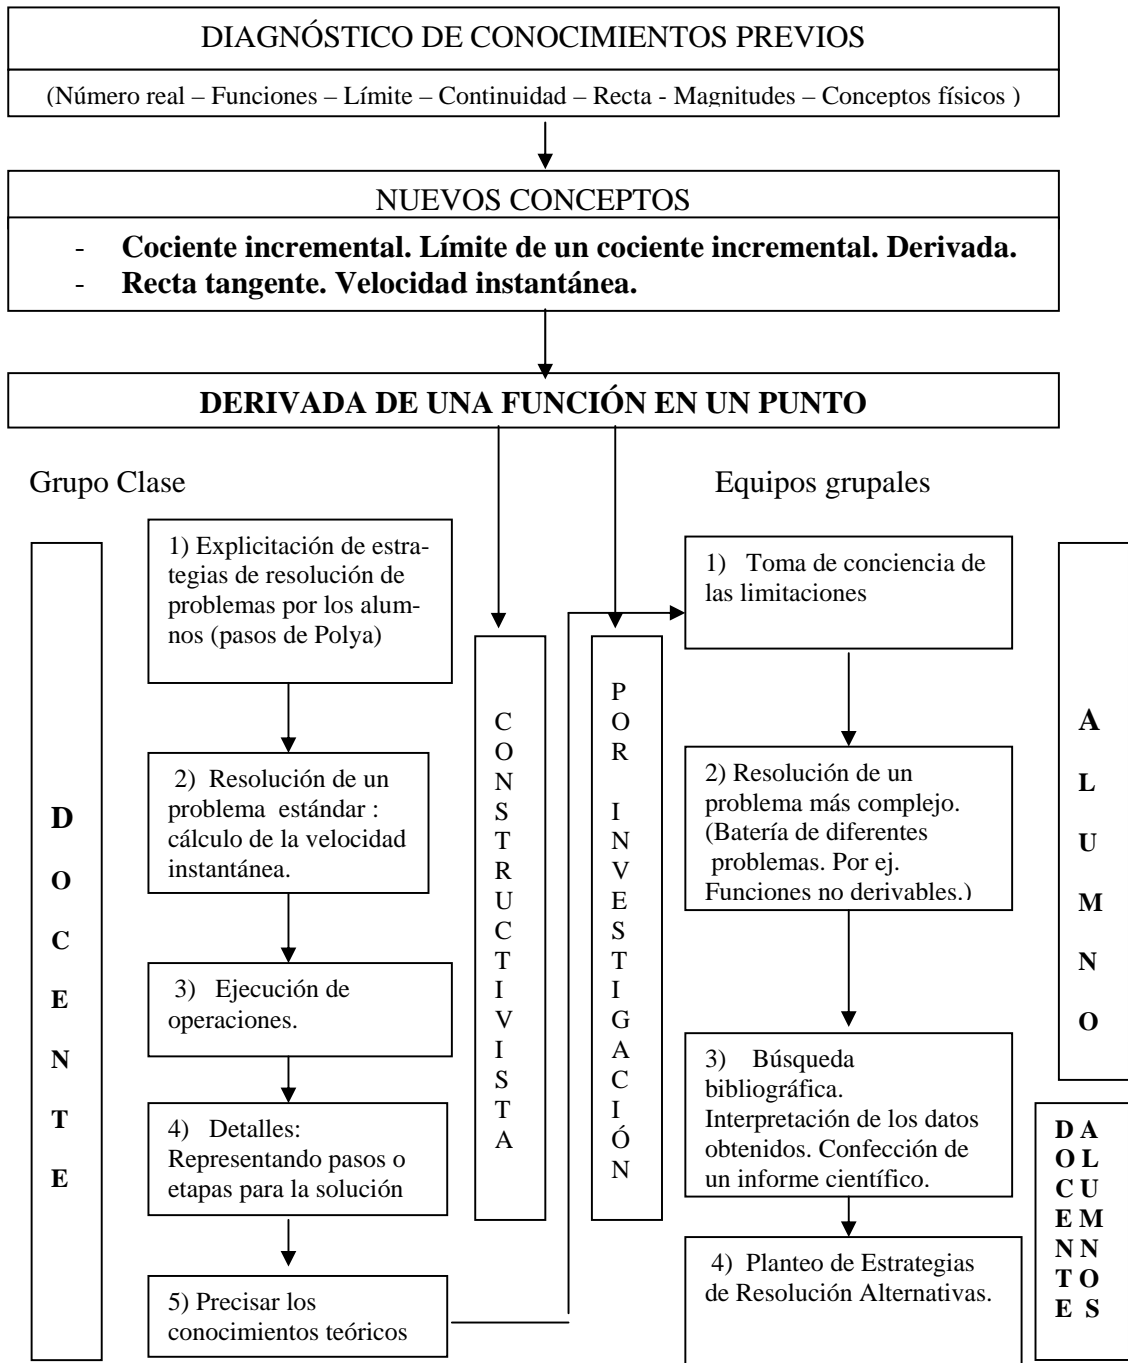 DIAGNÓSTICO DE CONOCIMIENTOS PREVIOS
(Número real – Funciones – Límite – Continuidad – Recta - Magnitudes – Conceptos físicos )
NUEVOS CONCEPTOS
- Cociente incremental. Límite de un cociente incremental. Derivada.
- Recta tangente. Velocidad instantánea.
DERIVADA DE UNA FUNCIÓN EN UN PUNTO
Grupo Clase
DOCENTE
1) Explicitación de estra-
tegias de resolución de
problemas por los alum-
nos (pasos de Polya)
2) Resolución de un
problema estándar :
cálculo de la velocidad
instantánea.
3) Ejecución de
operaciones.
4) Detalles:
Representando pasos o
etapas para la solución
5) Precisar los
conocimientos teóricos
CONSTRUCTIVISTA
POR INVESTIGACIÓN
Equipos grupales
1) Toma de conciencia de
las limitaciones
2) Resolución de un
problema más complejo.
(Batería de diferentes
problemas. Por ej.
Funciones no derivables.)
3) Búsqueda
bibliográfica.
Interpretación de los datos
obtenidos. Confección de
un informe científico.
4) Planteo de Estrategias
de Resolución Alternativas.
ALUMNO
DOCENTE
ALUMNOS